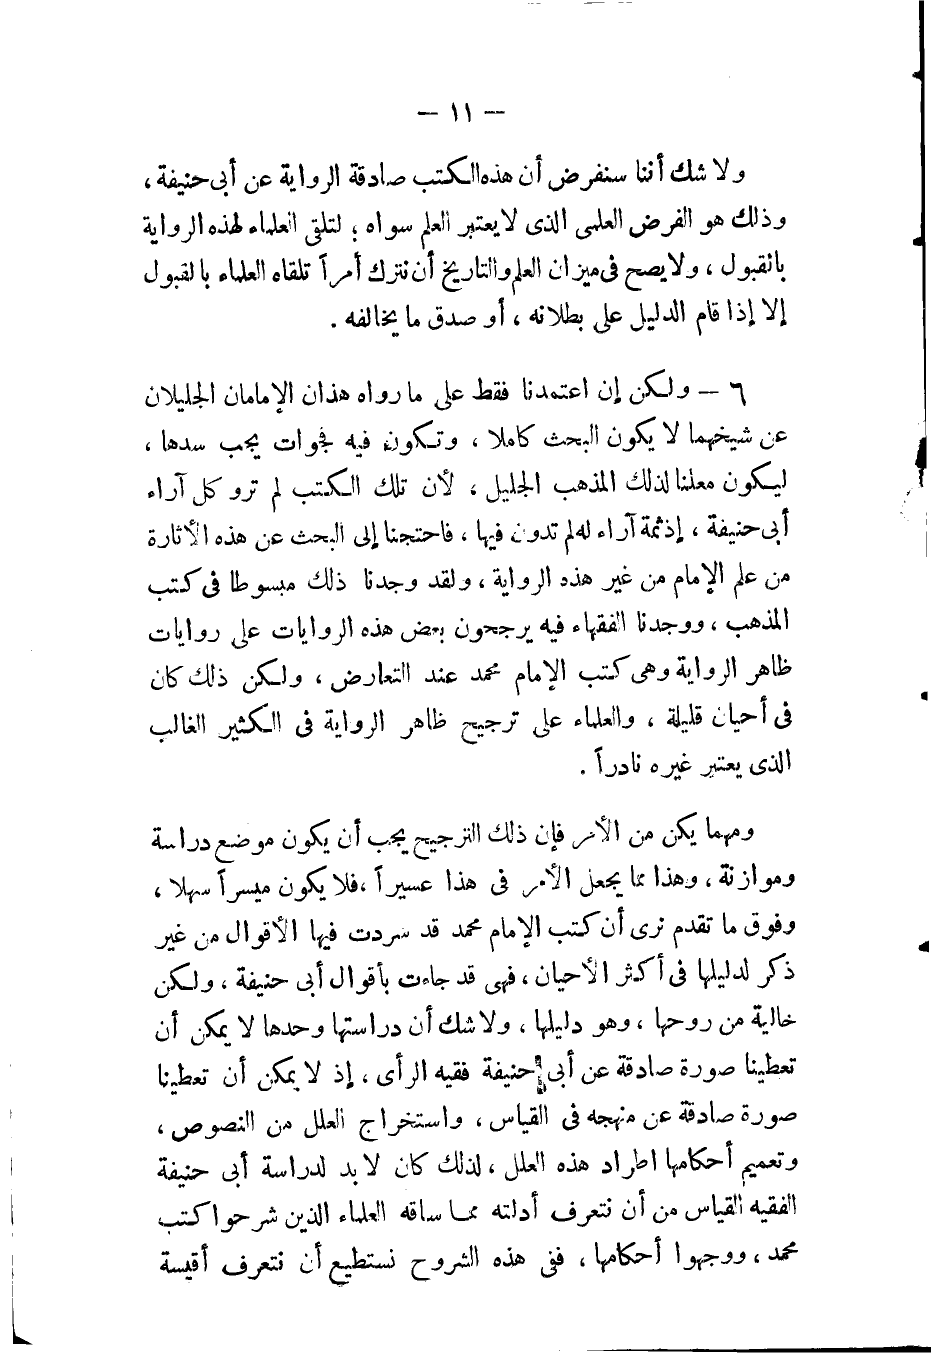 — ١١ —
ولا شك أننا سنفرض أن هذه الكتب صادقة الرواية عن أبى حنيفة ،
وذلك هو الفرض العلمى الذى لا يعتبر العلم سواه ؛ لتلقى العلماء لهذه الرواية
بالقبول ، ولا يصح فى ميزان العلم والتاريخ أن نترك أمراً تلقاه العلماء بالقبول
إلا إذا قام الدليل على بطلانه ، أو صدق ما يخالفه .
٦ — ولكن إن اعتمدنا فقط على ما رواه هذان الإمامان الجليلان
عن شيخهما لا يكون البحث كاملا ، وتكون فيه فجوات يجب سدها ،
ليكون معلنا لذلك المذهب الجليل ، لأن تلك الكتب لم ترو كل آراء
أبى حنيفة ، إذ ثمة آراء له لم تدون فيها ، فاحتجنا إلى البحث عن هذه الأثارة
من علم الإمام من غير هذه الرواية ، ولقد وجدنا ذلك مبسوطا فى كتب
المذهب ، ووجدنا الفقهاء فيه يرجحون بعض هذه الروايات على روايات
ظاهر الرواية وهى كتب الإمام محمد عند التعارض ، ولكن ذلك كان
فى أحيان قليلة ، والعلماء على ترجيح ظاهر الرواية فى الكثير الغالب
الذى يعتبر غيره نادراً .
ومهما يكن من الأمر فإن ذلك الترجيح يجب أن يكون موضع دراسة
وموازنة ، وهذا مما يجعل الأمر فى هذا عسيراً ، فلا يكون ميسراً سهلا ،
وفوق ما تقدم نرى أن كتب الإمام محمد قد سردت فيها الأقوال من غير
ذكر لدليلها فى أكثر الأحيان ، فهى قد جاءت بأقوال أبى حنيفة ، ولكن
خالية من روحها ، وهو دليلها ، ولا شك أن دراستها وحدها لا يمكن أن
تعطينا صورة صادقة عن أبى حنيفة فقيه الرأى ، إذ لا يمكن أن تعطينا
صورة صادقة عن منهجه فى القياس ، واستخراج العلل من النصوص ،
وتعميم أحكامها اطراد هذه العلل ، لذلك كان لا بد لدراسة أبى حنيفة
الفقيه القياس من أن نتعرف أدلته مما ساقه العلماء الذين شرحوا كتب
محمد ، ووجهوا أحكامها ، ففى هذه الشروح نستطيع أن نتعرف أقيسة